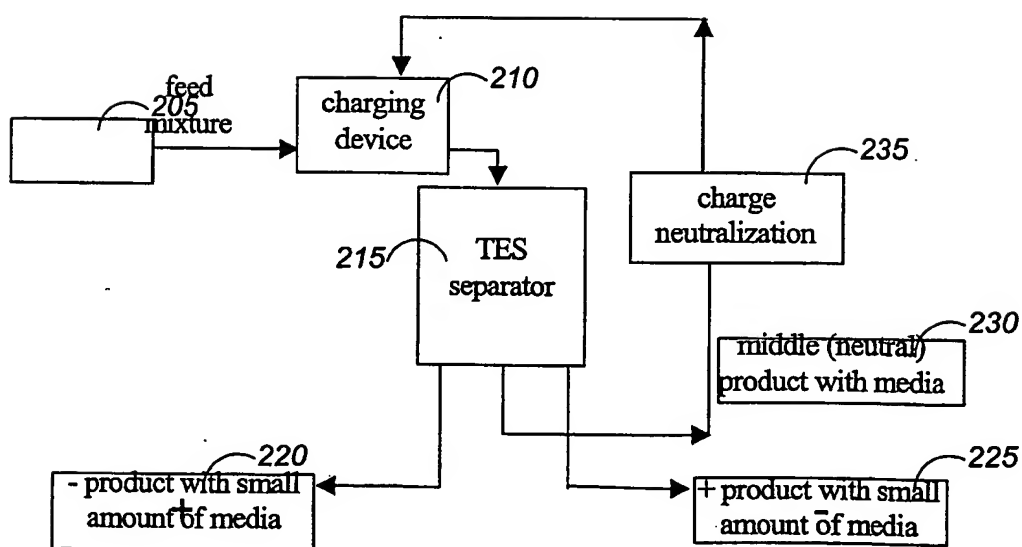 210
charging
device
205
feed
mixture
235
charge
neutralization
215
TES
separator
230
middle (neutral)
product with media
220
- product with small
+
amount of media
225
+ product with small
-
amount of media